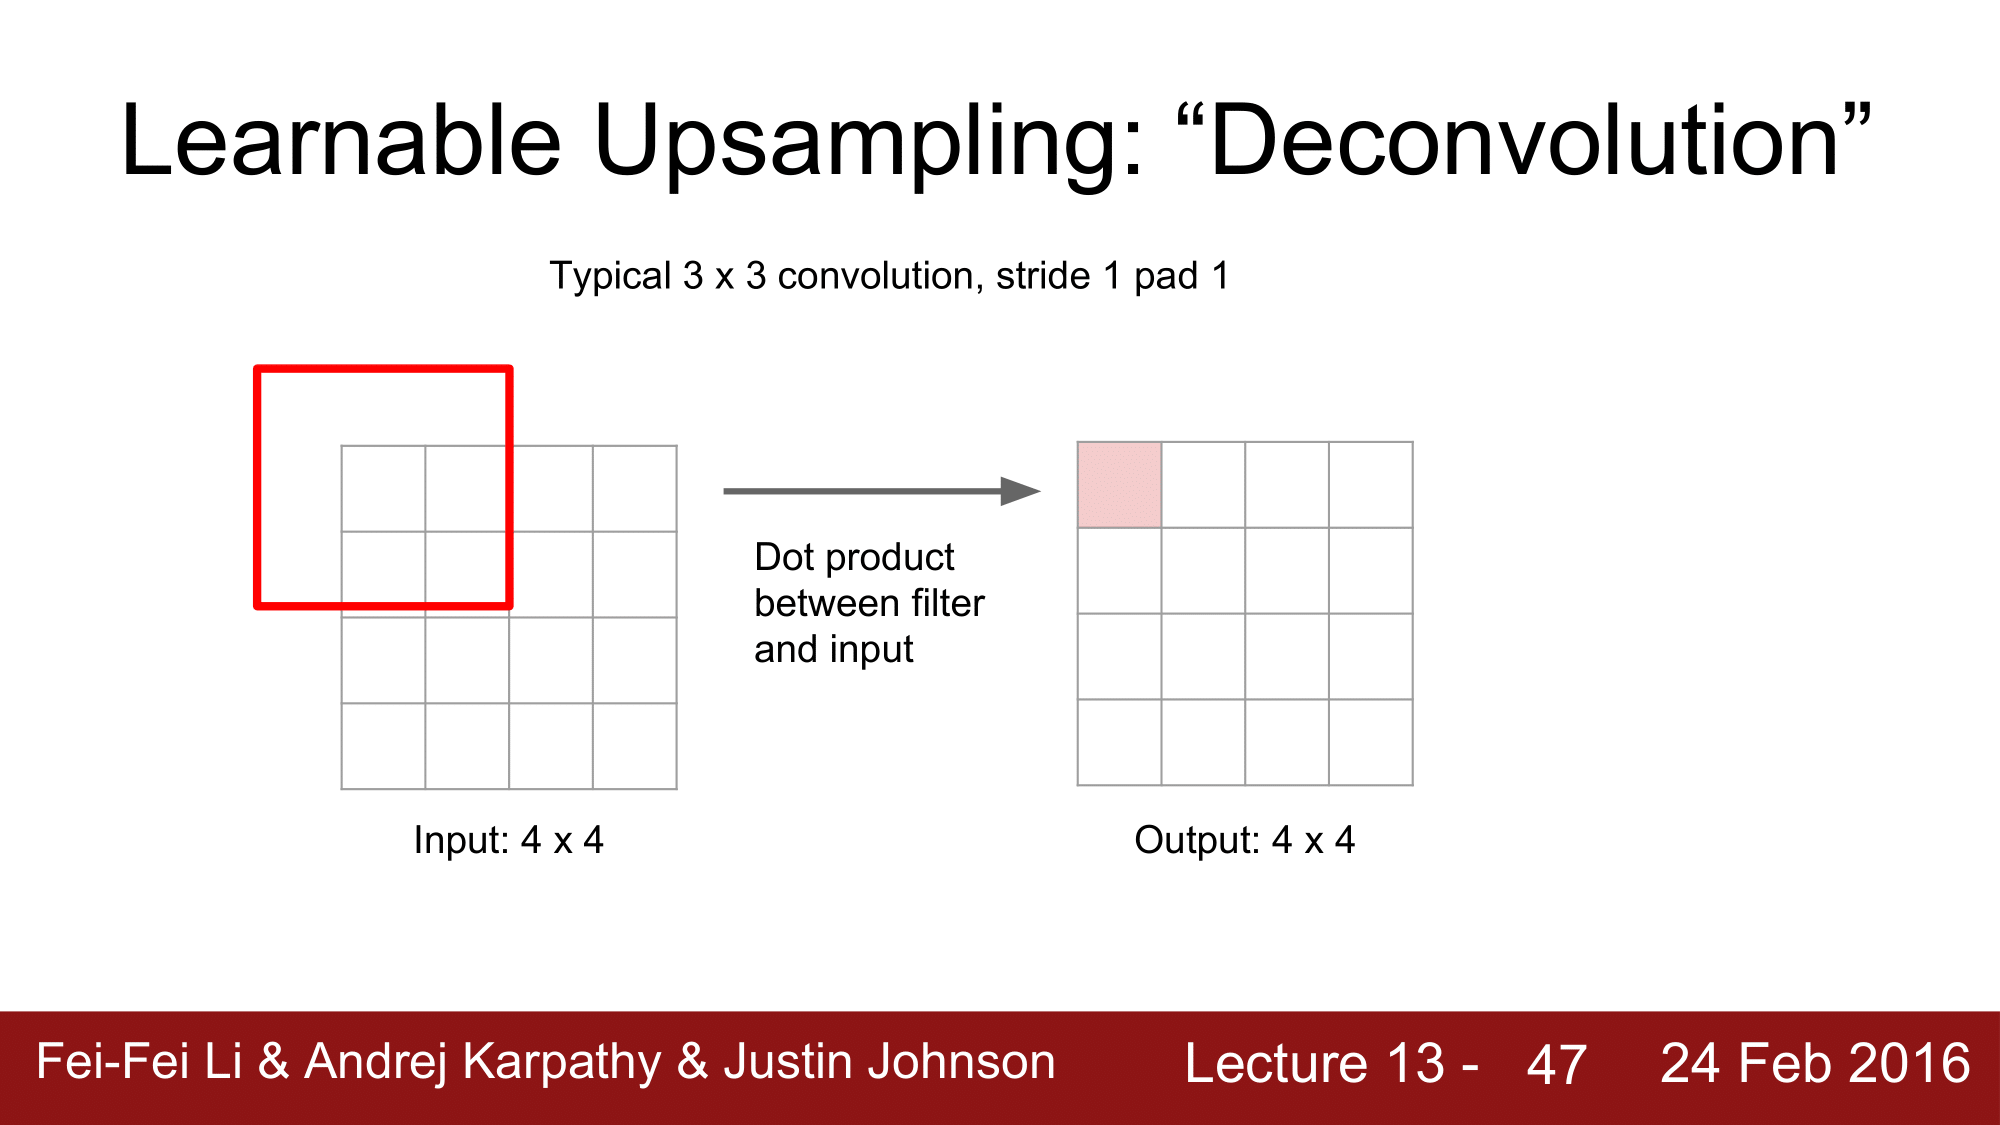 Learnable Upsampling: “Deconvolution”
Typical 3 x 3 convolution, stride 1 pad 1
Dot product
between filter
and input
Input: 4 x 4
Output: 4 x 4
Fei-Fei Li & Andrej Karpathy & Justin Johnson
Lecture 13 - 47
24 Feb 2016